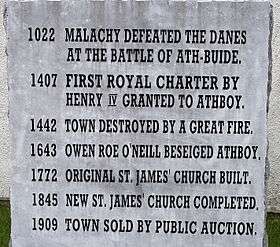 1022 MALACHY DEFEATED THE DANES
AT THE BATTLE OF ATH-BUIDE.
1407 FIRST ROYAL CHARTER BY
HENRY IV GRANTED TO ATHBOY.
1442 TOWN DESTROYED BY A GREAT FIRE.
1643 OWEN ROE O'NEILL BESEIGED ATHBOY.
1772 ORIGINAL ST. JAMES' CHURCH BUILT.
1845 NEW ST. JAMES' CHURCH COMPLETED.
1909 TOWN SOLD BY PUBLIC AUCTION.